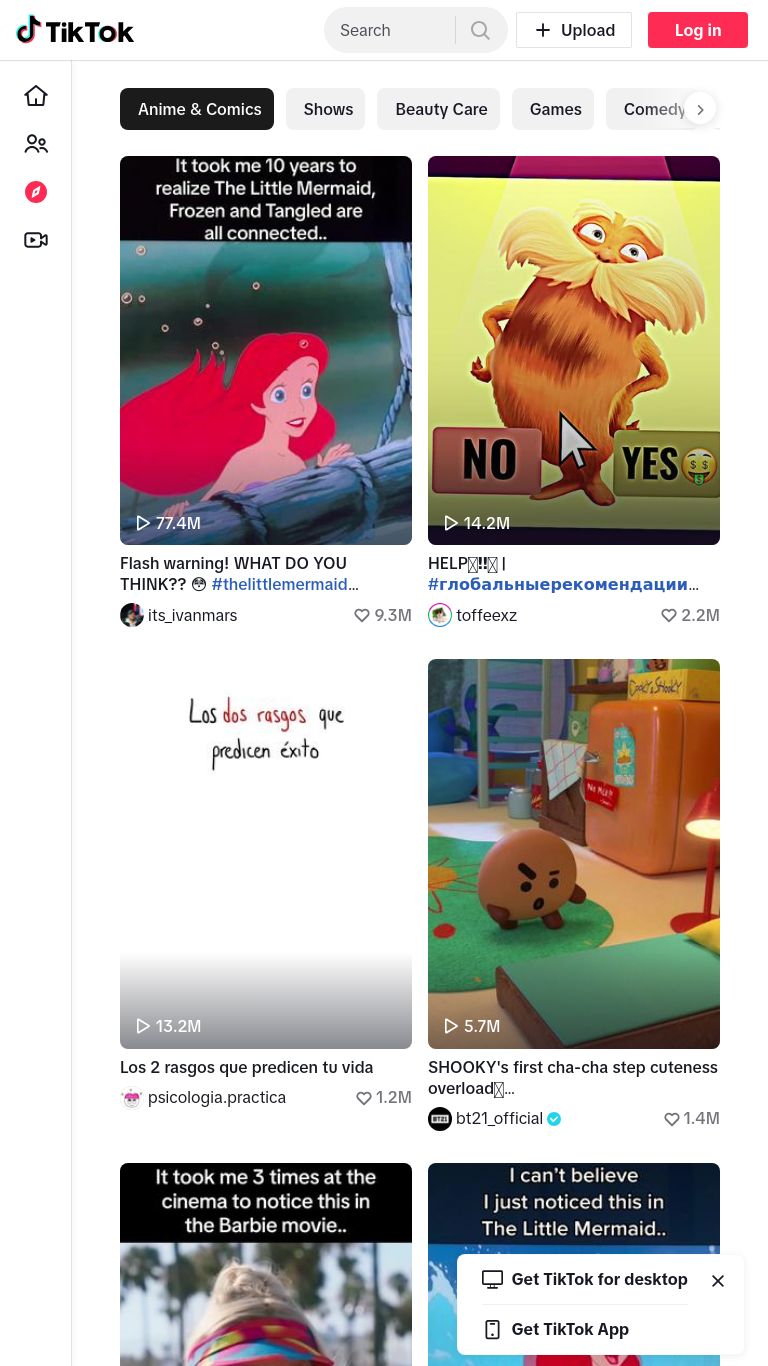 TikTok
Search
Upload
Log in
Anime & Comics
Shows
Beauty Care
Games
Comedy
It took me 10 years to
realize The Little Mermaid,
Frozen and Tangled are
all connected..
77.4M
Flash warning! WHAT DO YOU
THINK?? 😳 #thelittlemermaid...
its_ivanmars
9.3M
NO
YES🤑
14.2M
HELP‼️ |
#глобальныерекомендации...
toffeexz
2.2M
Los dos rasgos que
predicen éxito
13.2M
Los 2 rasgos que predicen tu vida
psicologia.practica
1.2M
5.7M
SHOOKY's first cha-cha step cuteness
overload...
BT21
bt21_official
1.4M
It took me 3 times at the
cinema to notice this in
the Barbie movie..
I can't believe
I just noticed this in
The Little Mermaid..
Get TikTok for desktop
Get TikTok App